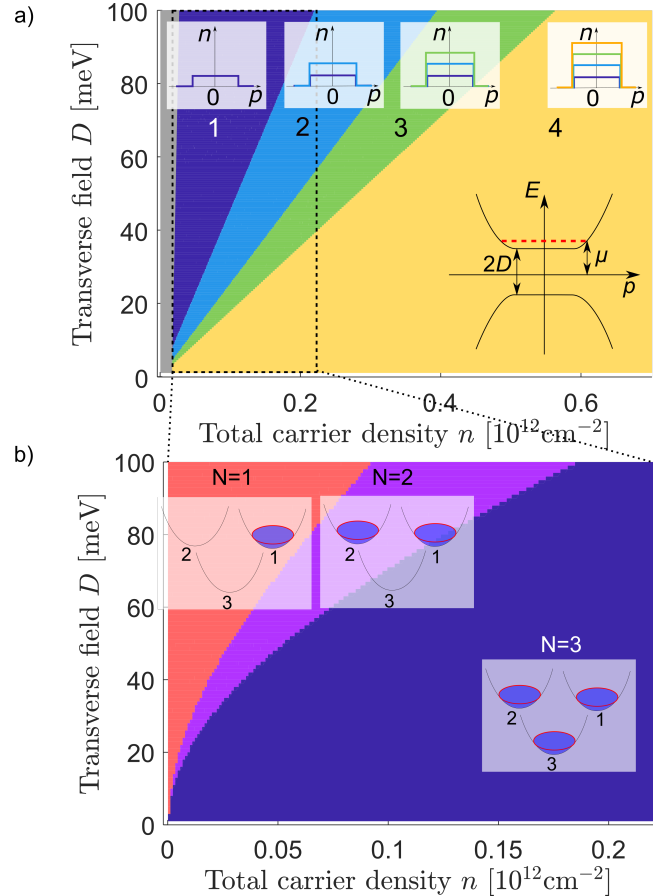 a)
100
80
60
40
20
0
Transverse field D [meV]
n
0
p
1
n
0
p
2
n
0
p
3
n
0
p
4
E
2D
μ
p
0
0.2
0.4
0.6
Total carrier density n [10¹²cm⁻²]
b)
100
80
60
40
20
0
Transverse field D [meV]
N=1
2
1
3
N=2
2
1
3
N=3
2
1
3
0
0.05
0.1
0.15
0.2
Total carrier density n [10¹²cm⁻²]